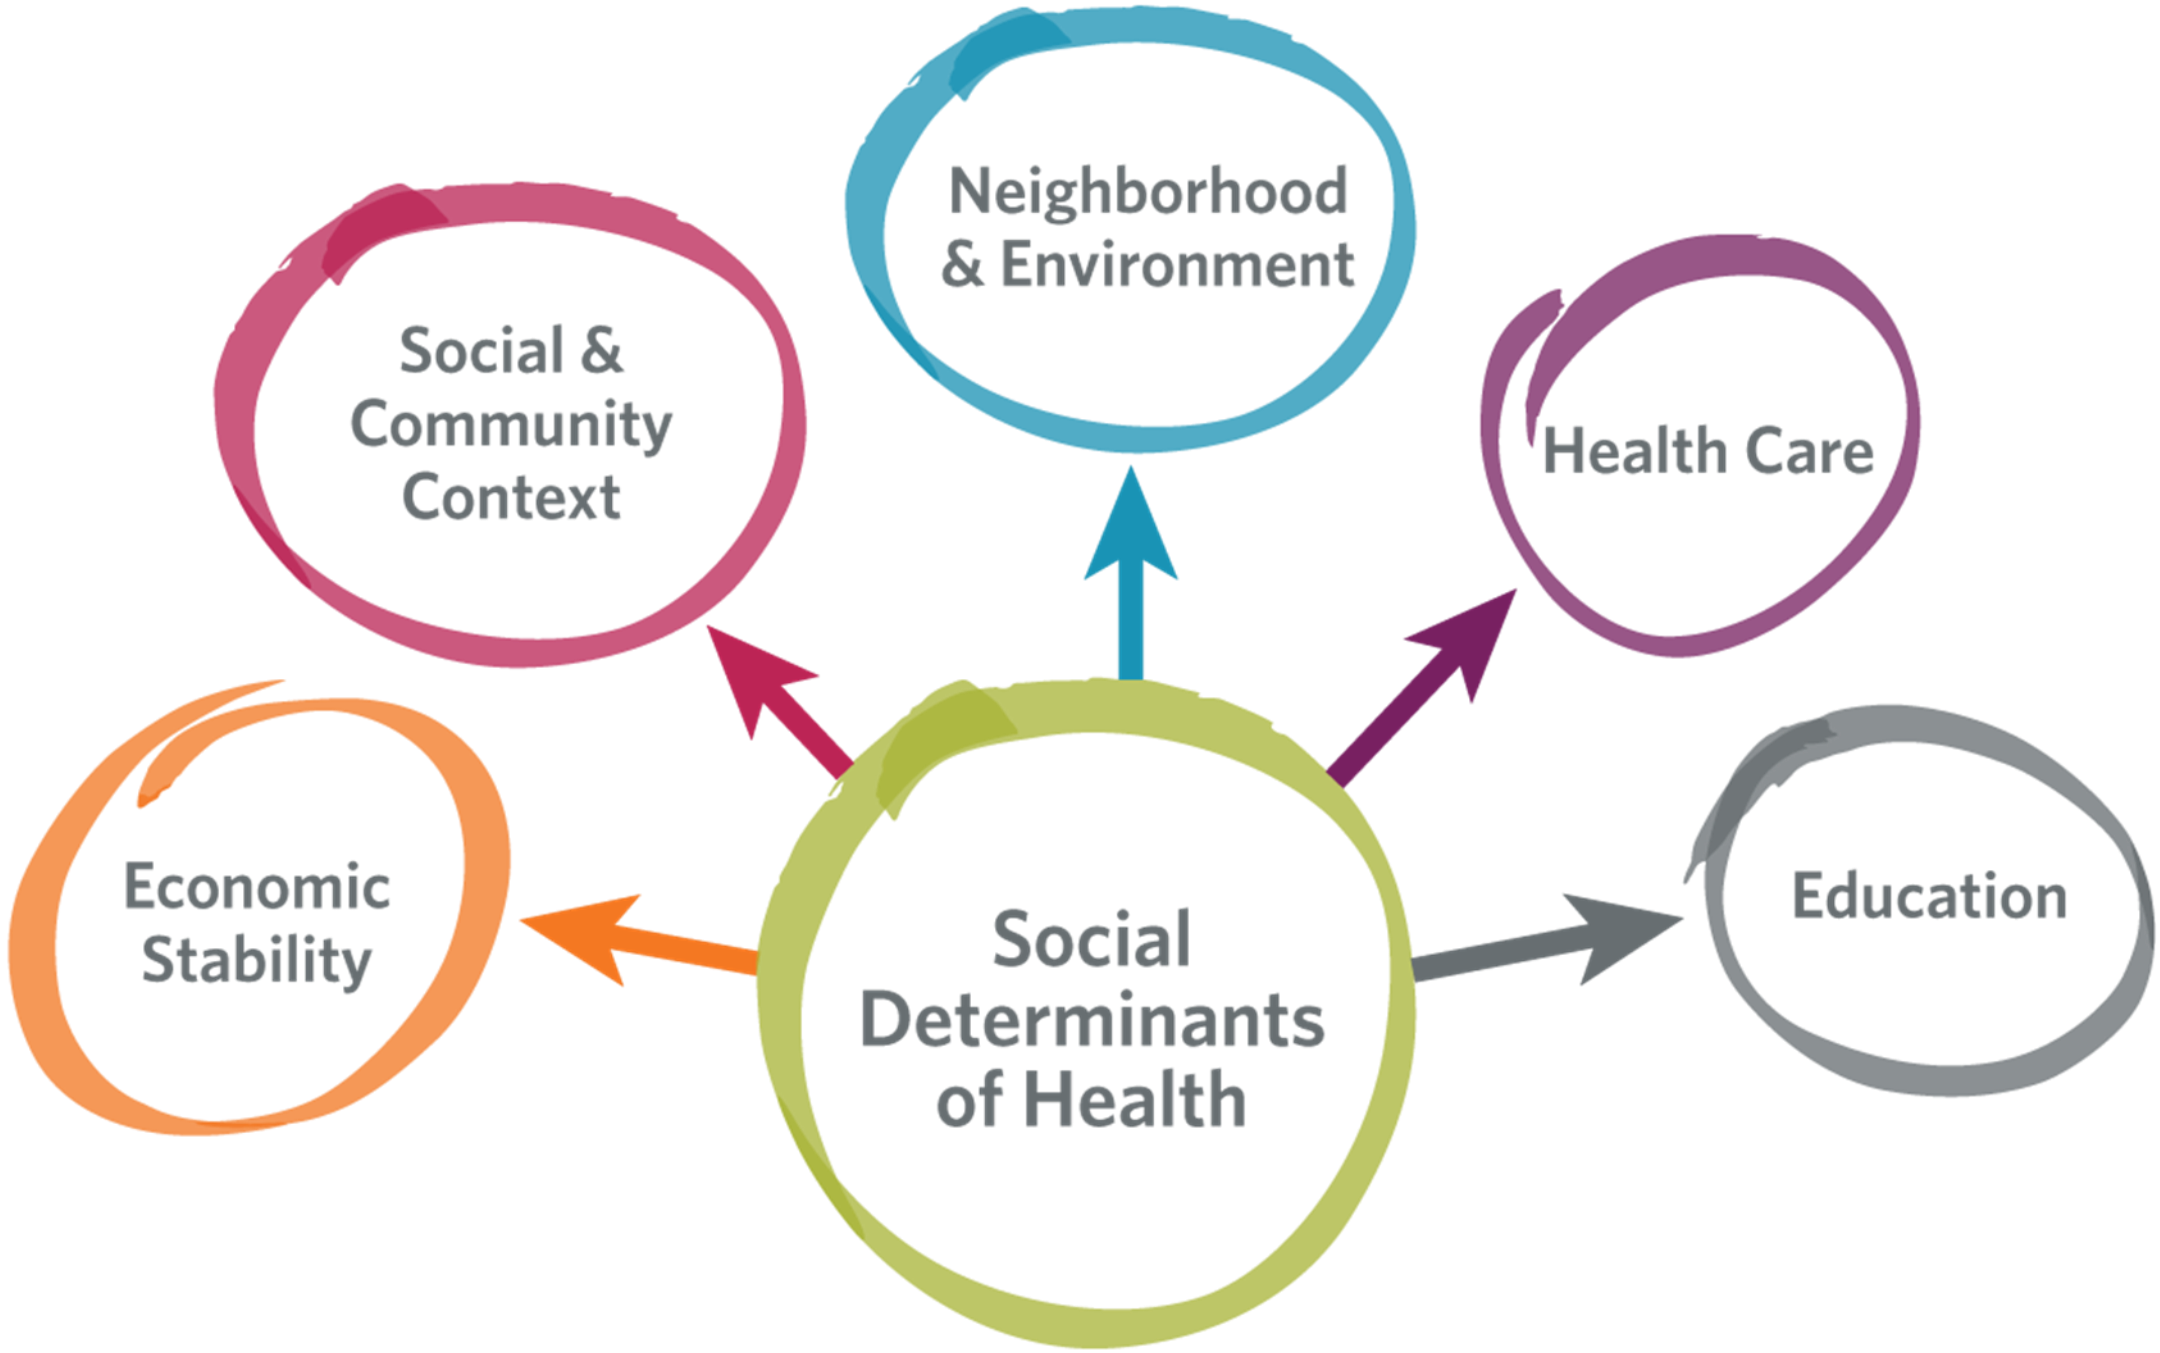 Neighborhood
& Environment
Social &
Community
Context
Health Care
Economic
Stability
Education
Social
Determinants
of Health